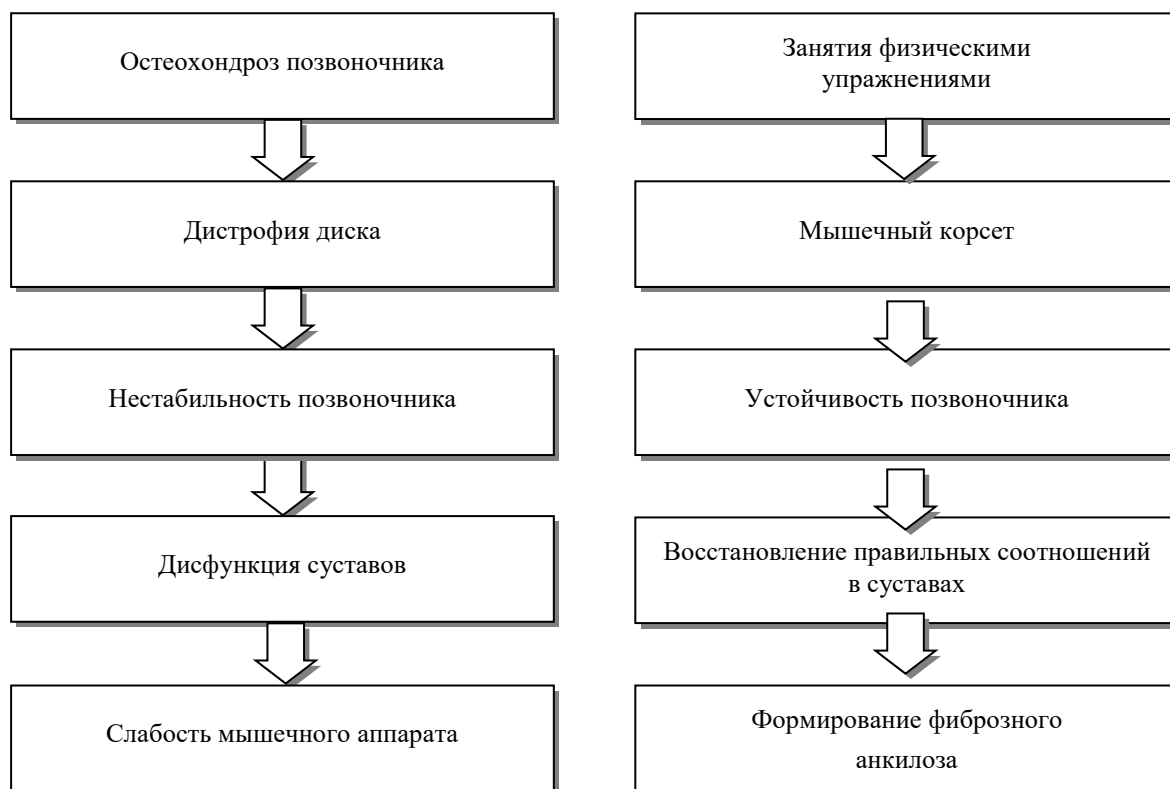 Остеохондроз позвоночника
Дистрофия диска
Нестабильность позвоночника
Дисфункция суставов
Слабость мышечного аппарата
Занятия физическими
упражнениями
Мышечный корсет
Устойчивость позвоночника
Восстановление правильных соотношений
в суставах
Формирование фиброзного
анкилоза